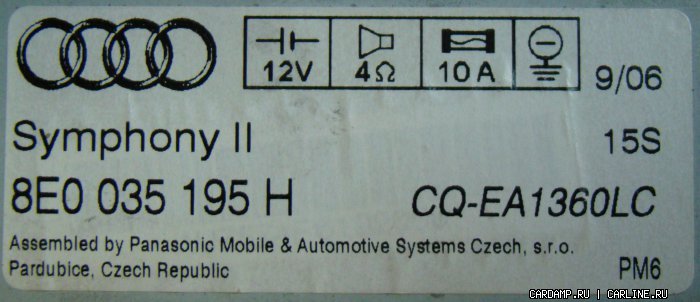 12V
4Ω
10 A
9/06
Symphony II
15S
8E0 035 195 H
CQ-EA1360LC
Assembled by Panasonic Mobile & Automotive Systems Czech, s.r.o.
Pardubice, Czech Republic
PM6
CARDAMP.RU | CARLINE.RU